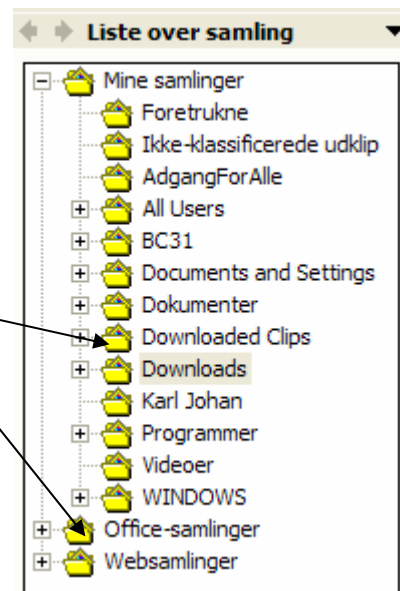 Liste over samling
Mine samlinger
Foretrukne
Ikke-klassificerede udklip
AdgangForAlle
All Users
BC31
Documents and Settings
Dokumenter
Downloaded Clips
Downloads
Karl Johan
Programmer
Videoer
WINDOWS
Office-samlinger
Websamlinger